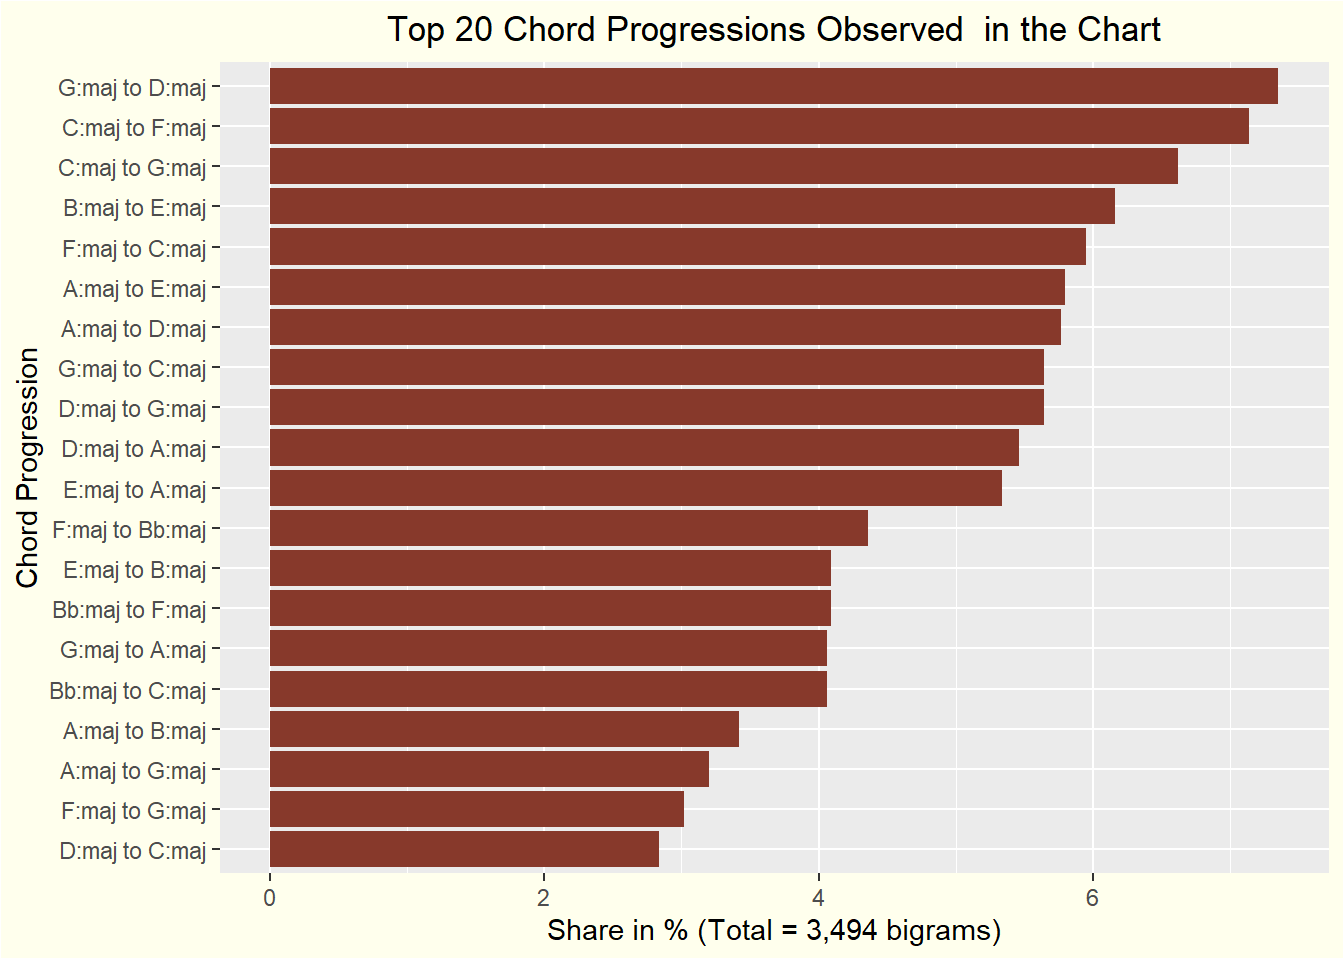 Top 20 Chord Progressions Observed  in the Chart
Chord Progression
G:maj to D:maj
C:maj to F:maj
C:maj to G:maj
B:maj to E:maj
F:maj to C:maj
A:maj to E:maj
A:maj to D:maj
G:maj to C:maj
D:maj to G:maj
D:maj to A:maj
E:maj to A:maj
F:maj to Bb:maj
E:maj to B:maj
Bb:maj to F:maj
G:maj to A:maj
Bb:maj to C:maj
A:maj to B:maj
A:maj to G:maj
F:maj to G:maj
D:maj to C:maj
0 2 4 6
Share in % (Total = 3,494 bigrams)